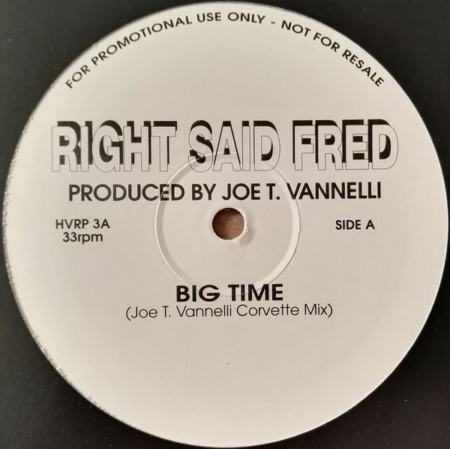 FOR PROMOTIONAL USE ONLY - NOT FOR RESALE
RIGHT SAID FRED
PRODUCED BY JOE T. VANNELLI
HVRP 3A
33rpm
SIDE A
BIG TIME
(Joe T. Vannelli Corvette Mix)